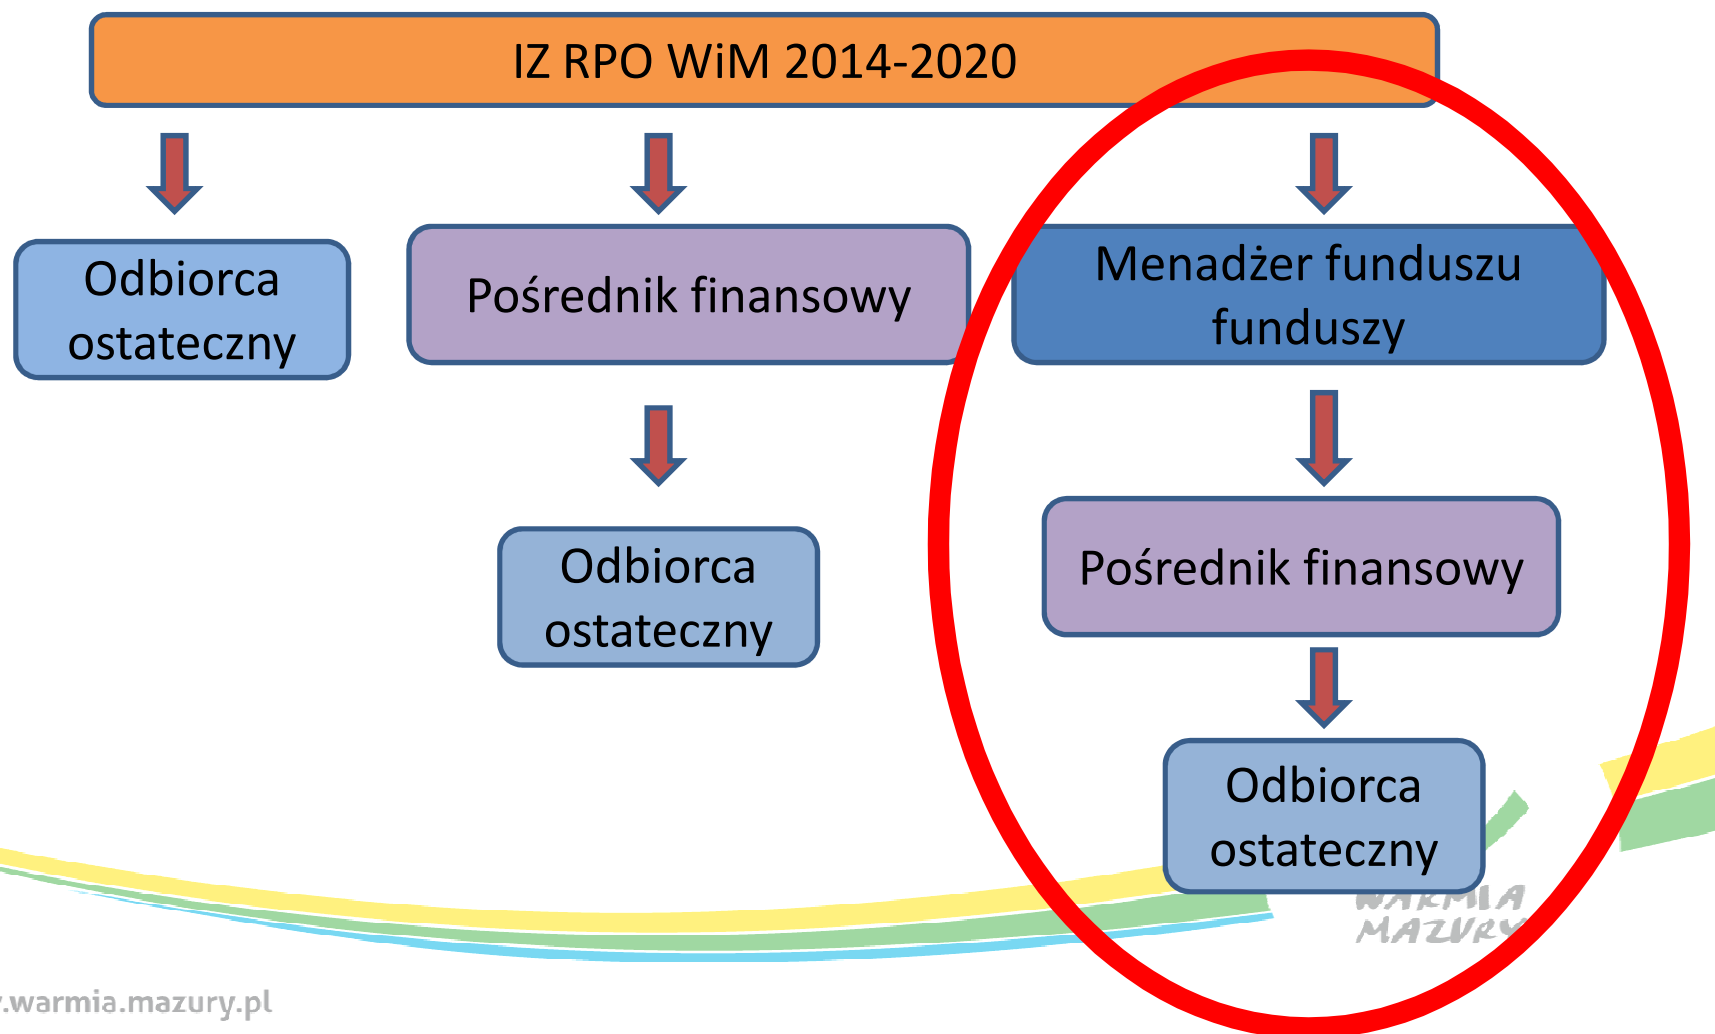 IZ RPO WiM 2014-2020
Odbiorca
ostateczny
Pośrednik finansowy
Odbiorca
ostateczny
Menadżer funduszu
funduszy
Pośrednik finansowy
Odbiorca
ostateczny
WARMIA
MAZURY
.warmia.mazury.pl